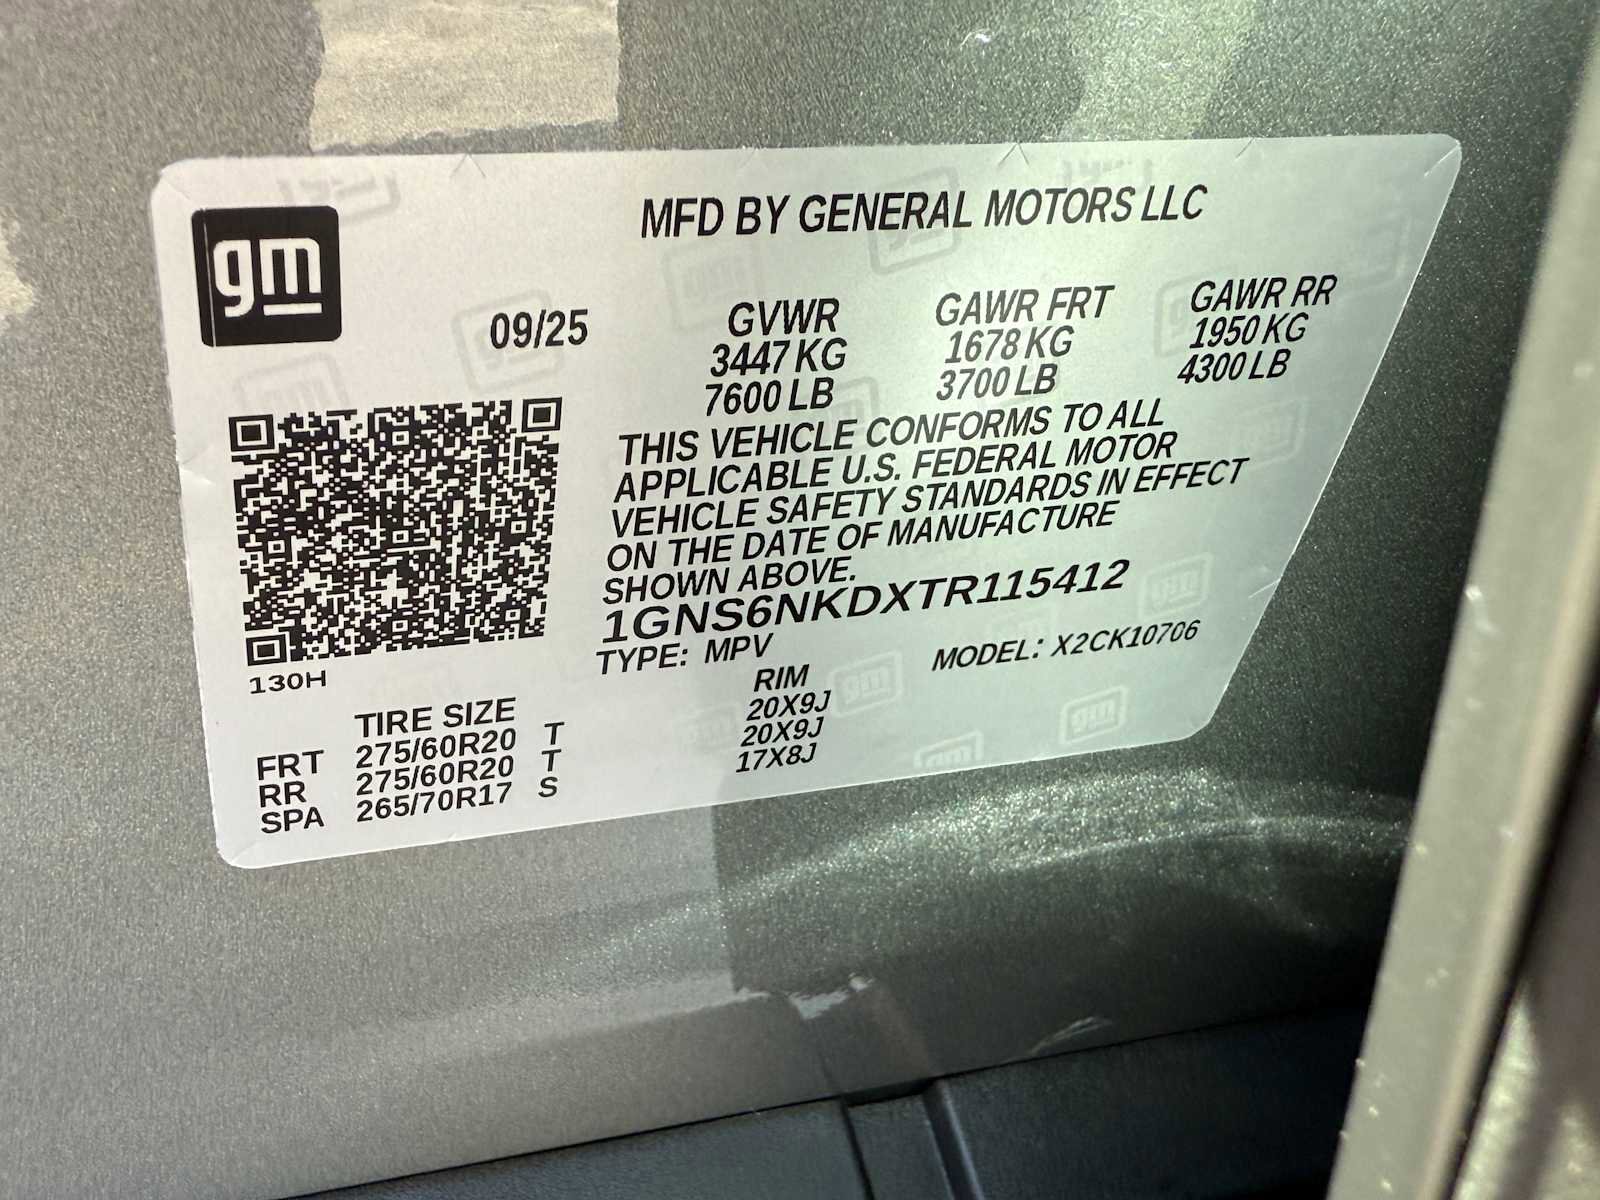 gm
MFD BY GENERAL MOTORS LLC
09/25
GVWR GAWR FRT GAWR RR
3447 KG 1678 KG 1950 KG
7600 LB 3700 LB 4300 LB
THIS VEHICLE CONFORMS TO ALL
APPLICABLE U.S. FEDERAL MOTOR
VEHICLE SAFETY STANDARDS IN EFFECT
ON THE DATE OF MANUFACTURE
SHOWN ABOVE.
1GNS6NKDXTR115412
TYPE: MPV MODEL: X2CK10706
130H
TIRE SIZE RIM
FRT 275/60R20 T 20X9J
RR 275/60R20 T 20X9J
SPA 265/70R17 S 17X8J